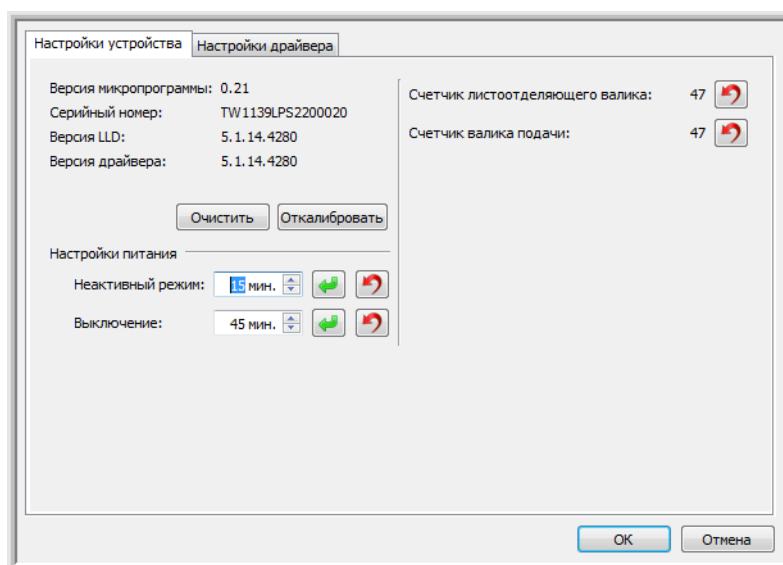 Настройки устройства
Настройки драйвера
Версия микропрограммы: 0.21
Серийный номер: TW1139LPS2200020
Версия LLD: 5.1.14.4280
Версия драйвера: 5.1.14.4280
Очистить
Откалибровать
Настройки питания
Неактивный режим: 15 мин.
Выключение: 45 мин.
Счетчик листоотделяющего валика: 47
Счетчик валика подачи: 47
OK
Отмена